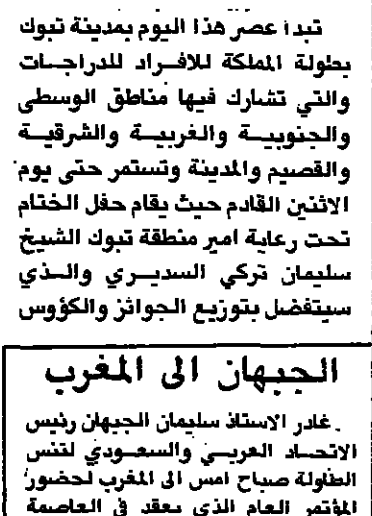 تبدأ عصر هذا اليوم بمدينة تبوك
بطولة المملكة للافراد للدراجات
والتي تشارك فيها مناطق الوسطى
والجنوبية والغربية والشرقية
والقصيم والمدينة وتستمر حتى يوم
الاثنين القادم حيث يقام حفل الختام
تحت رعاية امير منطقة تبوك الشيخ
سليمان تركي السديري والذي
سيتفضل بتوزيع الجوائز والكؤوس
الجبهان الى المغرب
غادر الاستاذ سليمان الجبهان رئيس
الاتحاد العربي والسعودي لتنس
الطاولة صباح امس الى المغرب لحضور
المؤتمر العام الذي يعقد في العاصمة